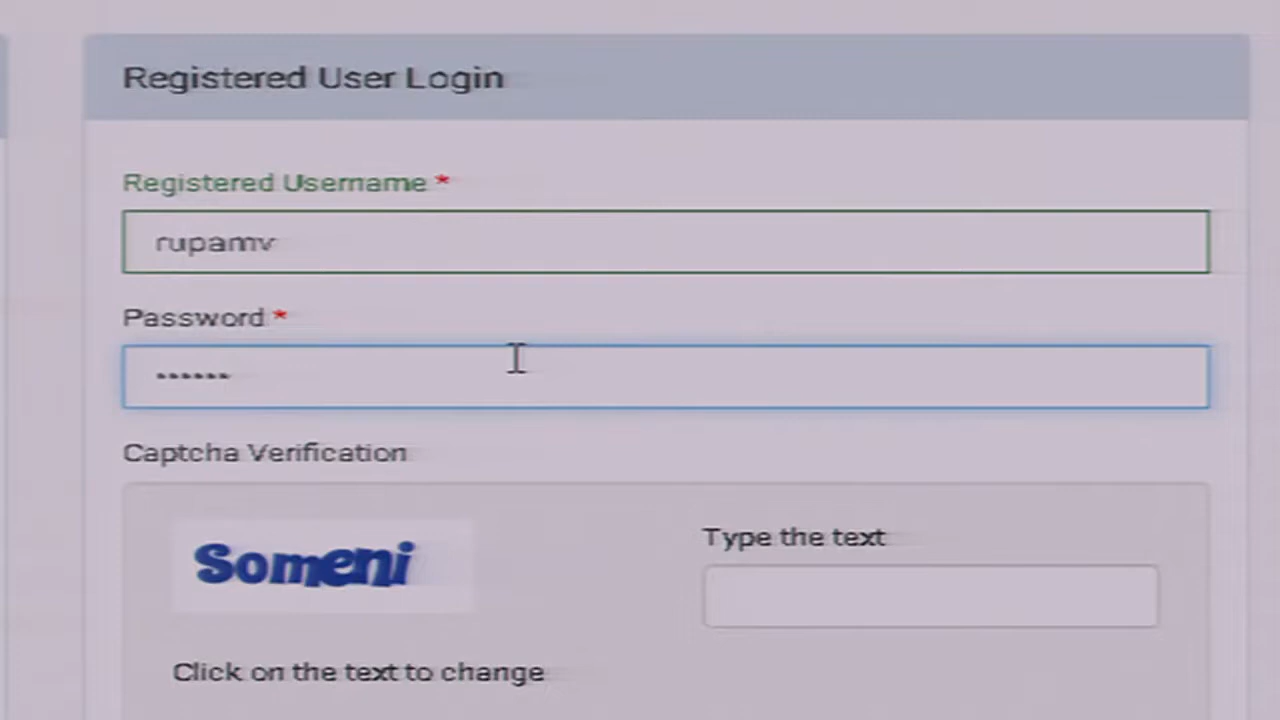 Registered User Login
Registered Username *
rupamv
Password *
••••••
Captcha Verification
Someni
Type the text
Click on the text to change